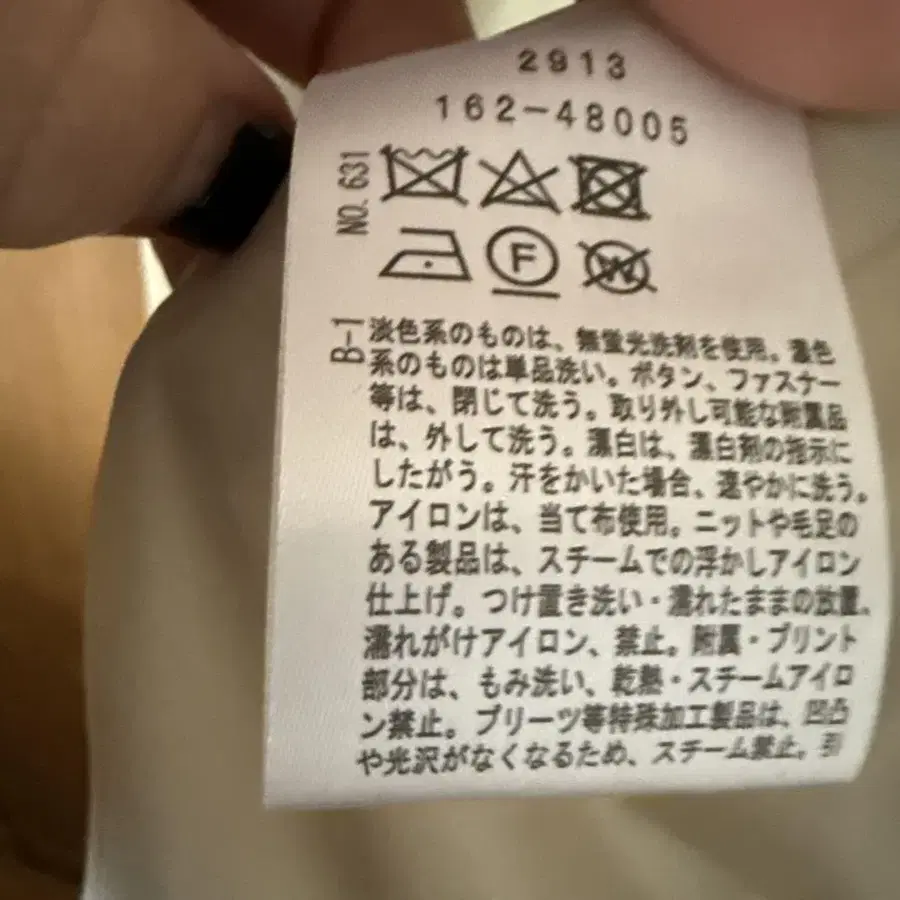 2913
162-48005
NO. 631
F
W
B-1
淡色系のものは、無蛍光洗剤を使用。濃色
系のものは単品洗い。ボタン、ファスナー
等は、閉じて洗う。取り外し可能な附属品
は、外して洗う。漂白は、漂白剤の指示に
したがう。汗をかいた場合、速やかに洗う。
アイロンは、当て布使用。ニットや毛足の
ある製品は、スチームでの浮かしアイロン
仕上げ。つけ置き洗い・濡れたままの放置、
濡れがけアイロン、禁止。附属・プリント
部分は、もみ洗い、乾熱・スチームアイロ
ン禁止。プリーツ等特殊加工製品は、凹凸
や光沢がなくなるため、スチーム禁止。引